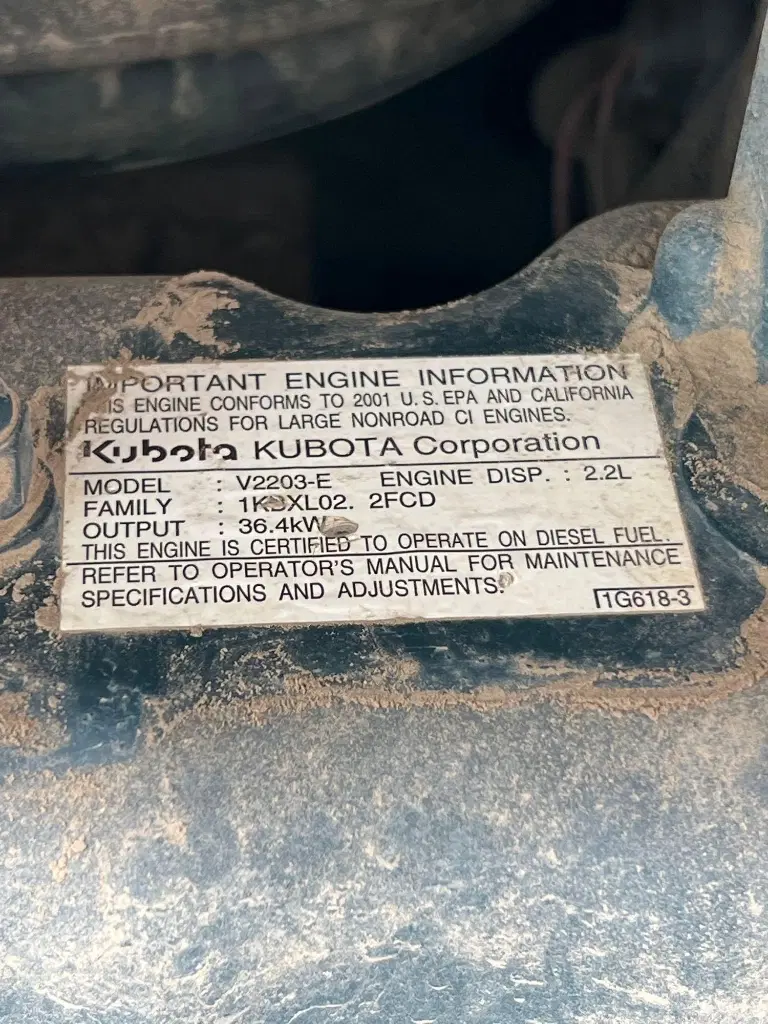 IMPORTANT ENGINE INFORMATION
THIS ENGINE CONFORMS TO 2001 U.S. EPA AND CALIFORNIA
REGULATIONS FOR LARGE NONROAD CI ENGINES.
Kubota KUBOTA Corporation
MODEL : V2203-E ENGINE DISP. : 2.2L
FAMILY : 1KBXL02. 2FCD
OUTPUT : 36.4kW
THIS ENGINE IS CERTIFIED TO OPERATE ON DIESEL FUEL.
REFER TO OPERATOR'S MANUAL FOR MAINTENANCE
SPECIFICATIONS AND ADJUSTMENTS.
1G618-3